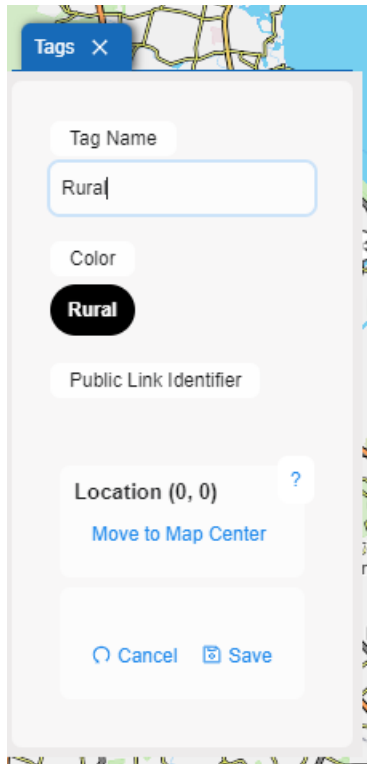 Tags ×
Tag Name
Rural
Color
Rural
Public Link Identifier
?
Location (0, 0)
Move to Map Center
Cancel Save